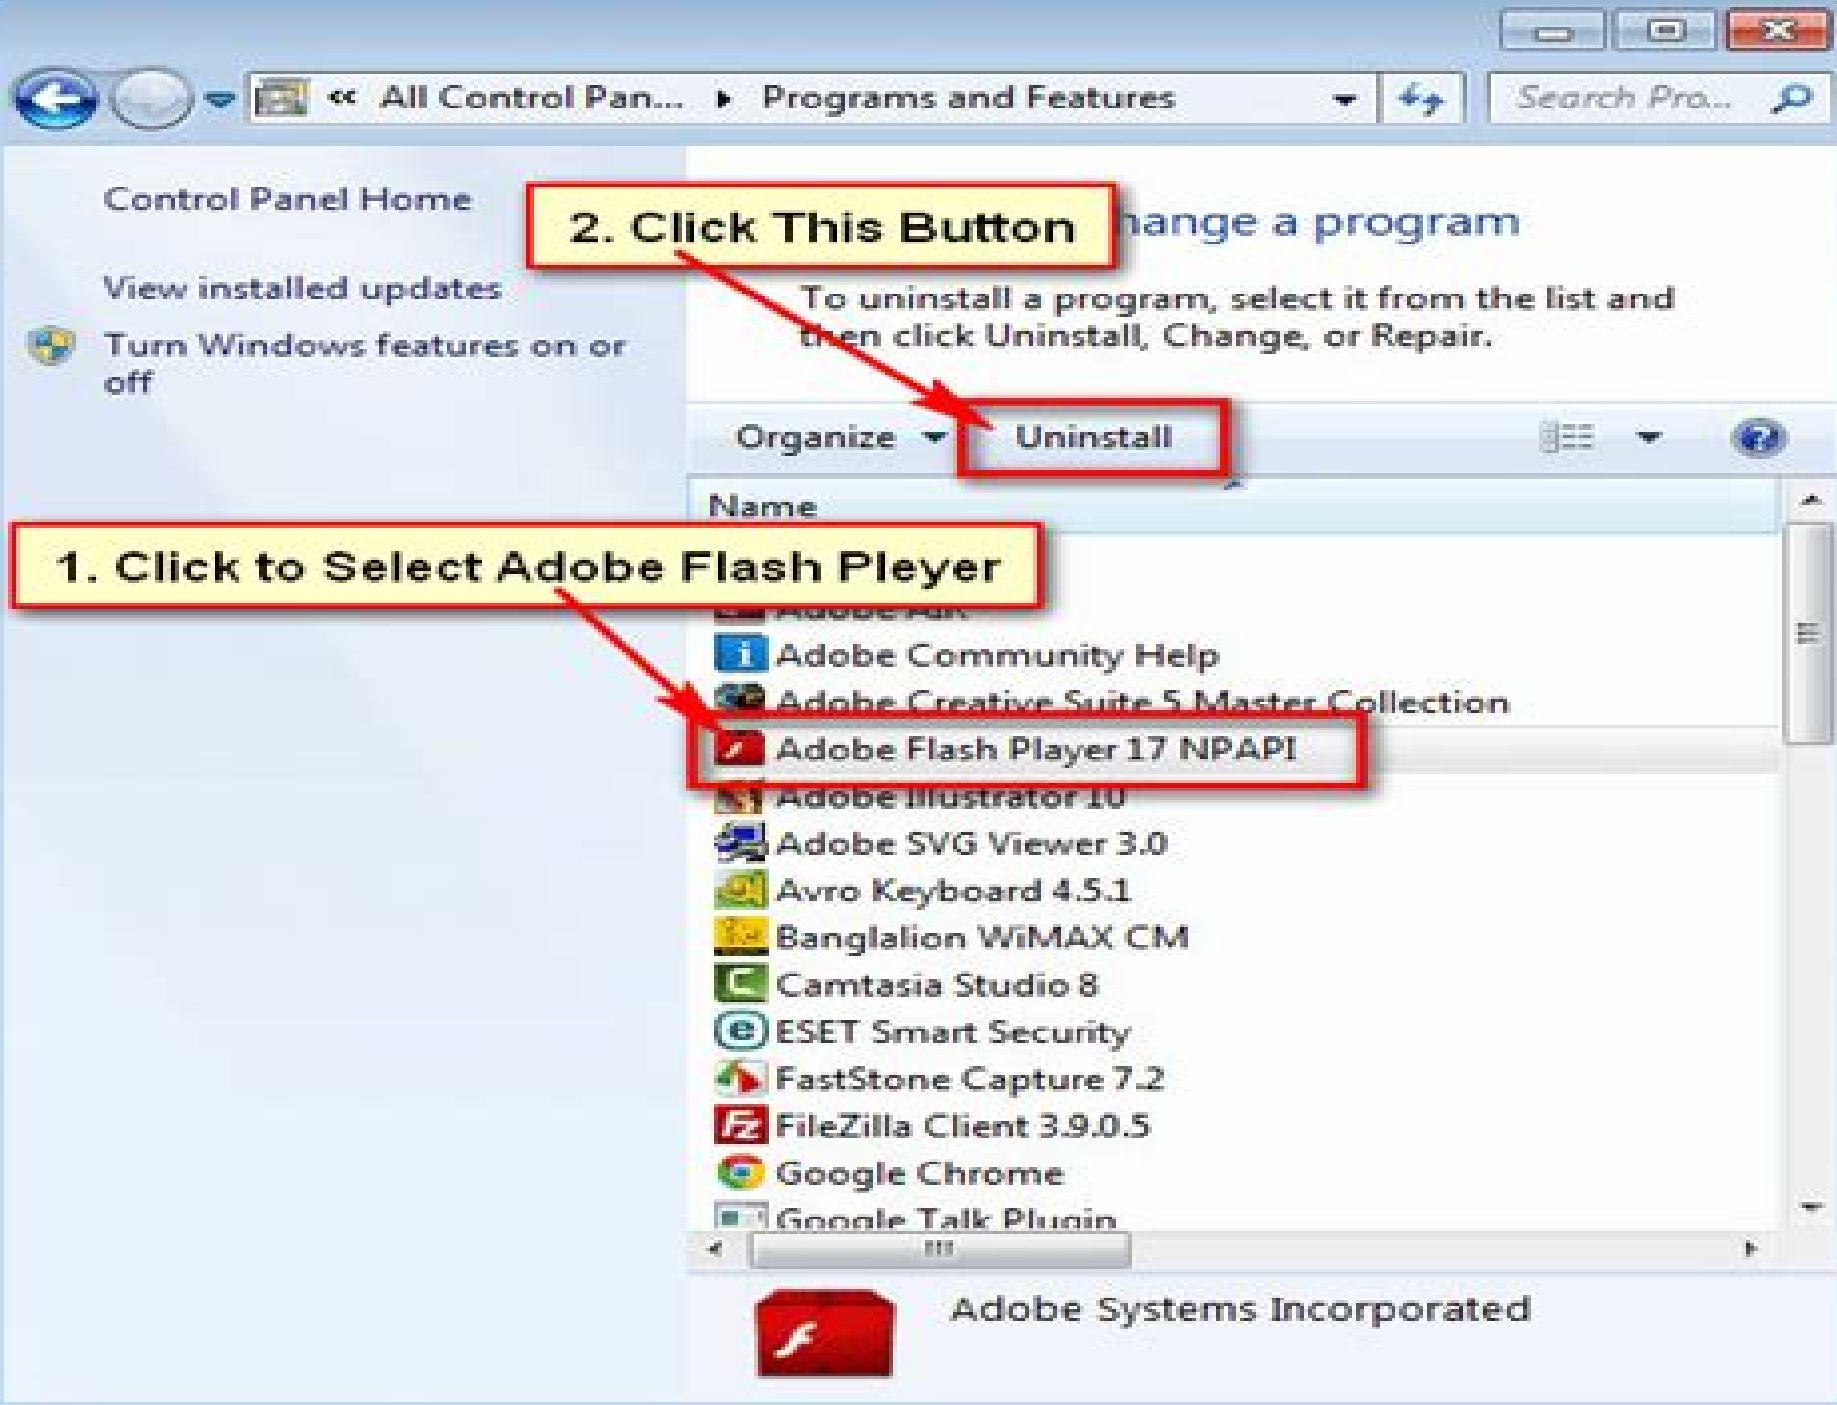 << All Control Pan... ▸ Programs and Features
Search Pro...
Control Panel Home
View installed updates
Turn Windows features on or
off
2. Click This Button
hange a program
To uninstall a program, select it from the list and
then click Uninstall, Change, or Repair.
Organize
Uninstall
Name
1. Click to Select Adobe Flash Pleyer
Adobe AIR
Adobe Community Help
Adobe Creative Suite 5 Master Collection
Adobe Flash Player 17 NPAPI
Adobe Illustrator 10
Adobe SVG Viewer 3.0
Avro Keyboard 4.5.1
Banglalion WiMAX CM
Camtasia Studio 8
ESET Smart Security
FastStone Capture 7.2
FileZilla Client 3.9.0.5
Google Chrome
Google Talk Plugin
Adobe Systems Incorporated